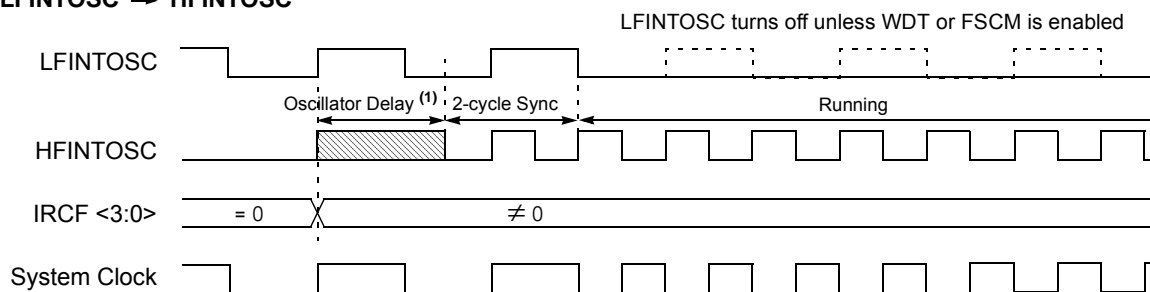 LFINTOSC → HFINTOSC
LFINTOSC turns off unless WDT or FSCM is enabled
LFINTOSC
Oscillator Delay (1) 2-cycle Sync Running
HFINTOSC
IRCF <3:0> = 0 ≠ 0
System Clock